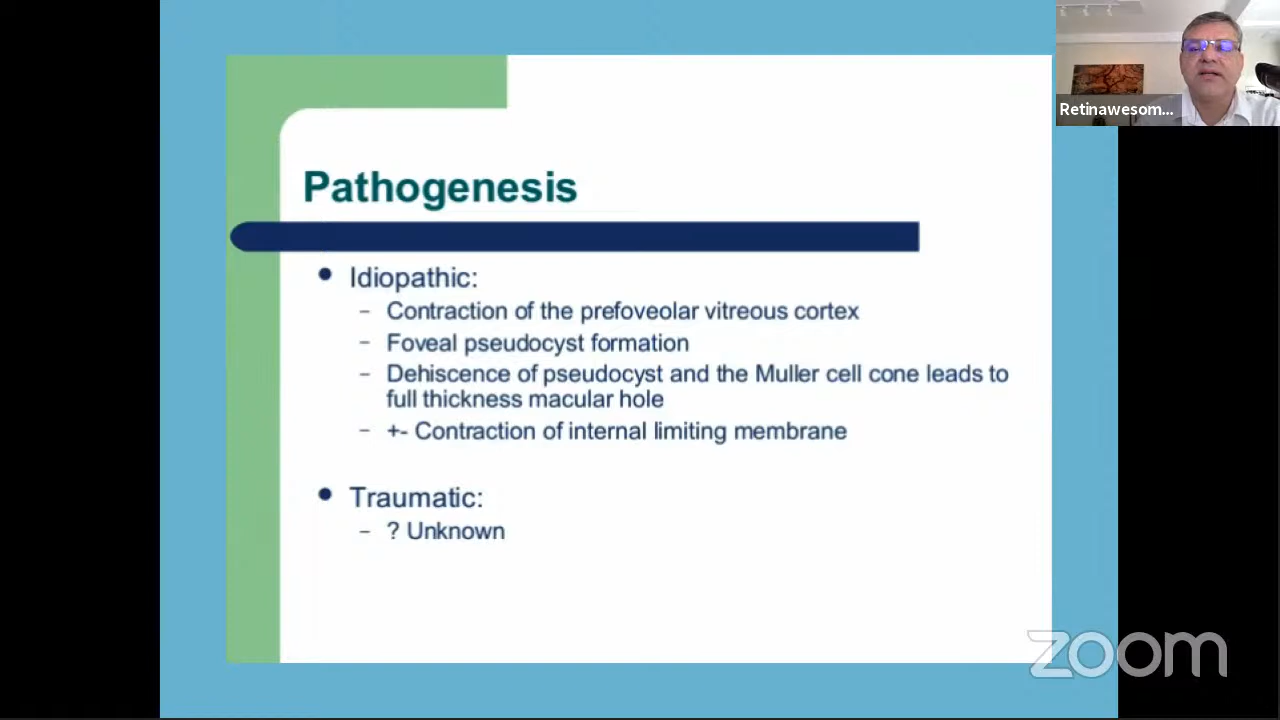 Retinawesom...
Pathogenesis
Idiopathic:
– Contraction of the prefoveolar vitreous cortex
– Foveal pseudocyst formation
– Dehiscence of pseudocyst and the Muller cell cone leads to
full thickness macular hole
– +- Contraction of internal limiting membrane
Traumatic:
– ? Unknown
zoom